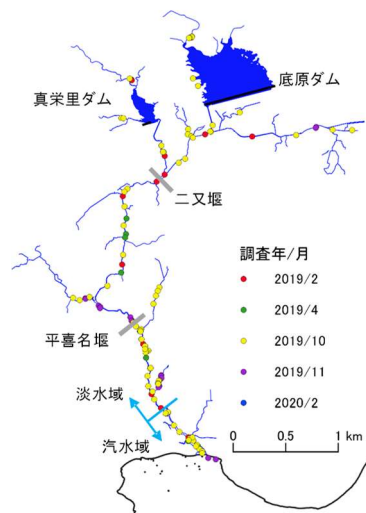 真栄里ダム
底原ダム
二又堰
調査年/月
2019/2
2019/4
2019/10
2019/11
2020/2
平喜名堰
淡水域
汽水域
0 0.5 1 km